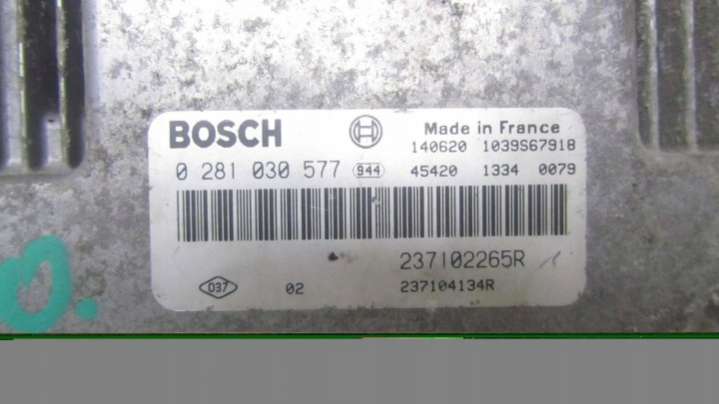 BOSCH Made in France
140620 1039S67918
0 281 030 577 944 45420 1334 0079
237102265R
037 02 237104134R